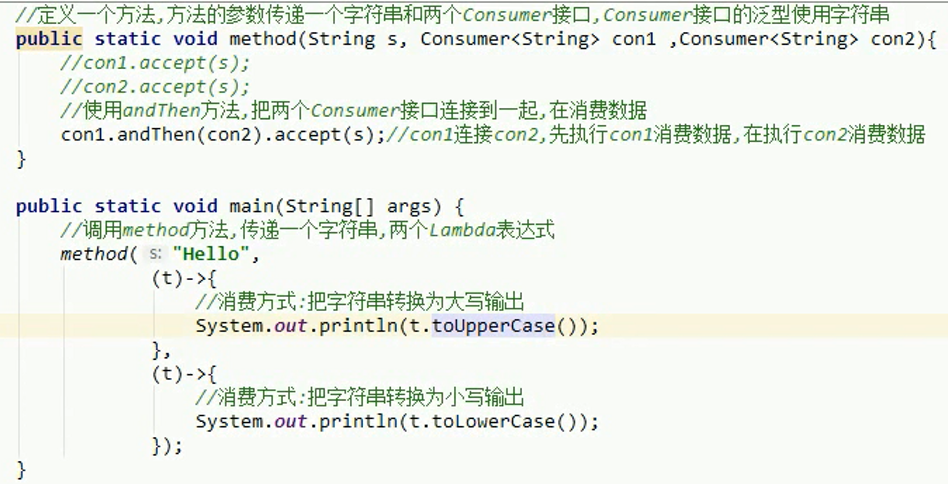 //定义一个方法,方法的参数传递一个字符串和两个Consumer接口,Consumer接口的泛型使用字符串
public static void method(String s, Consumer<String> con1 ,Consumer<String> con2){
//con1.accept(s);
//con2.accept(s);
//使用andThen方法,把两个Consumer接口连接到一起,在消费数据
con1.andThen(con2).accept(s);//con1连接con2,先执行con1消费数据,在执行con2消费数据
}
public static void main(String[] args) {
//调用method方法,传递一个字符串,两个Lambda表达式
method( s: "Hello",
(t)->{
//消费方式:把字符串转换为大写输出
System.out.println(t.toUpperCase());
},
(t)->{
//消费方式:把字符串转换为小写输出
System.out.println(t.toLowerCase());
});
}